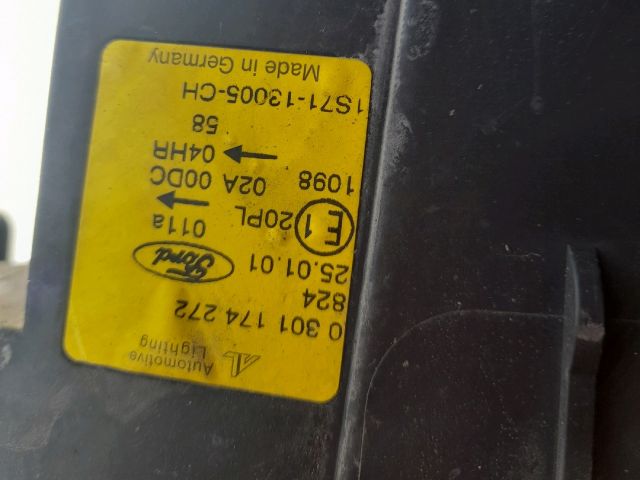 AL Automotive
Lighting
0 301 174 272
824
25.01.01 Ford
E1 20PL 011a
1098 02A 00DC
04HR
58
1S71-13005-CH
Made in Germany